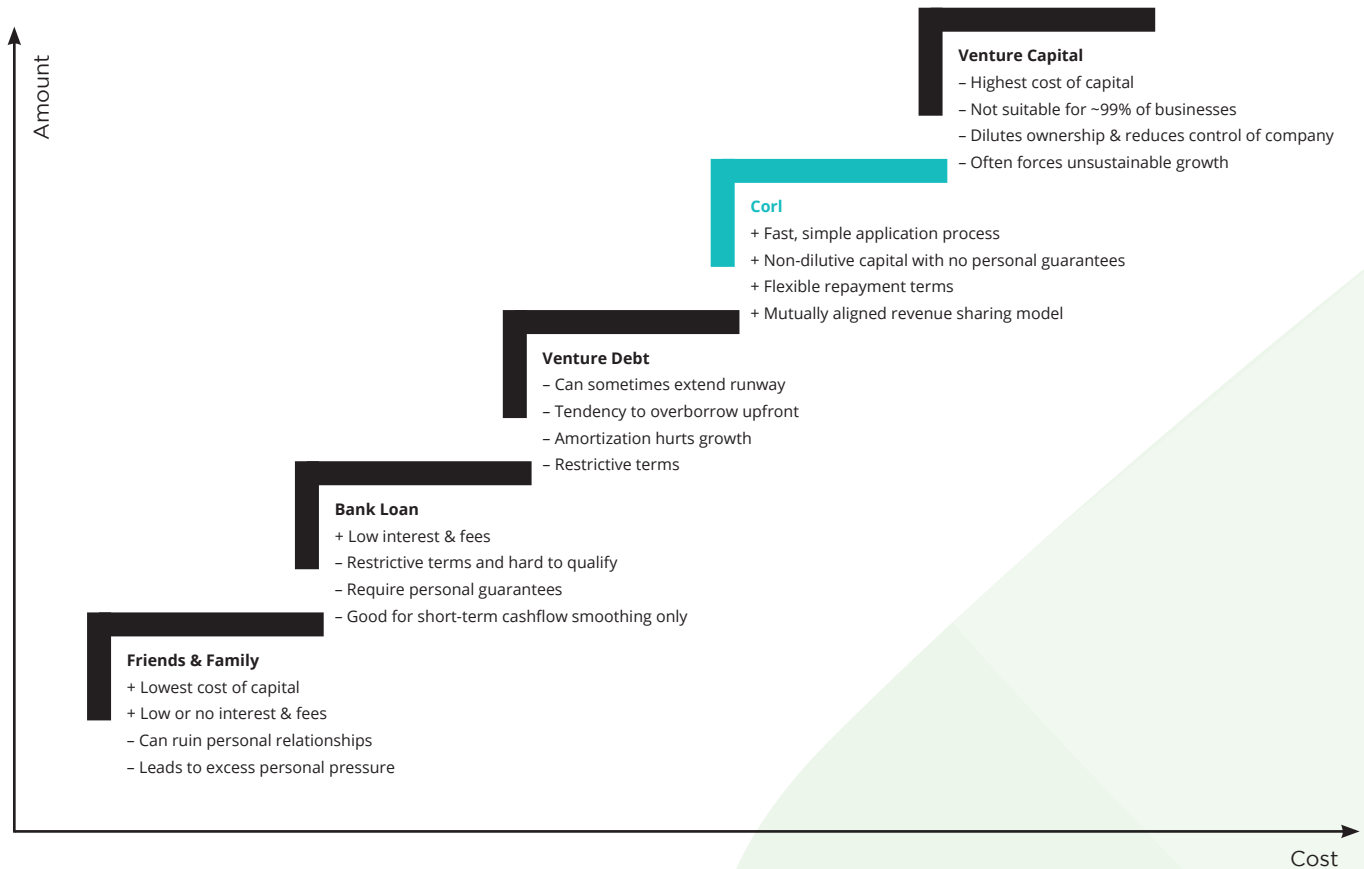 Amount
Venture Capital
– Highest cost of capital
– Not suitable for ~99% of businesses
– Dilutes ownership & reduces control of company
– Often forces unsustainable growth
Corl
+ Fast, simple application process
+ Non-dilutive capital with no personal guarantees
+ Flexible repayment terms
+ Mutually aligned revenue sharing model
Venture Debt
– Can sometimes extend runway
– Tendency to overborrow upfront
– Amortization hurts growth
– Restrictive terms
Bank Loan
+ Low interest & fees
– Restrictive terms and hard to qualify
– Require personal guarantees
– Good for short-term cashflow smoothing only
Friends & Family
+ Lowest cost of capital
+ Low or no interest & fees
– Can ruin personal relationships
– Leads to excess personal pressure
Cost